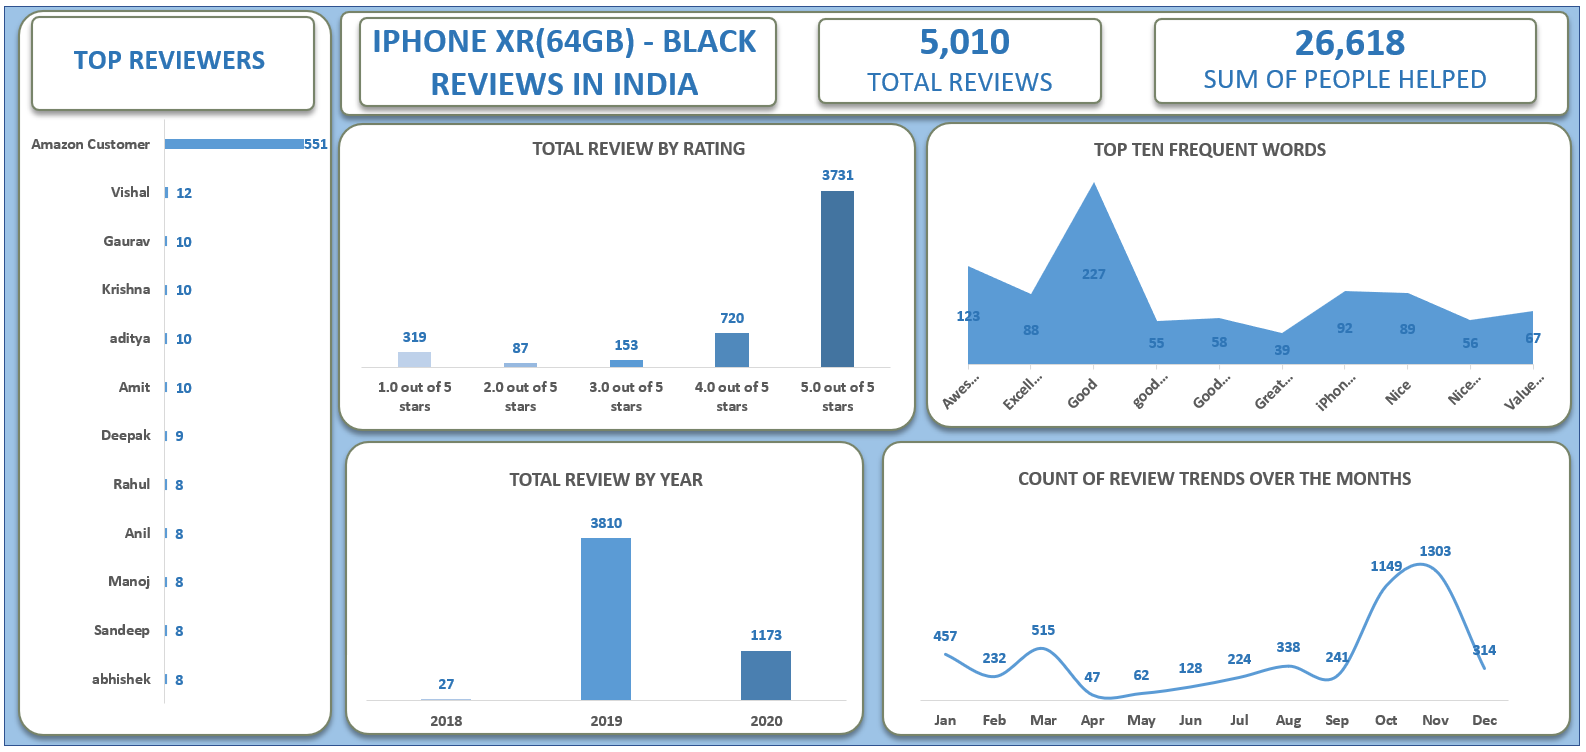 TOP REVIEWERS
IPHONE XR(64GB) - BLACK
REVIEWS IN INDIA
5,010
TOTAL REVIEWS
26,618
SUM OF PEOPLE HELPED
Amazon Customer 551
Vishal 12
Gaurav 10
Krishna 10
aditya 10
Amit 10
Deepak 9
Rahul 8
Anil 8
Manoj 8
Sandeep 8
abhishek 8
TOTAL REVIEW BY RATING
319 87 153 720 3731
1.0 out of 5 2.0 out of 5 3.0 out of 5 4.0 out of 5 5.0 out of 5
stars stars stars stars stars
TOP TEN FREQUENT WORDS
123 88 227 55 58 39 92 89 56 67
Awes... Excell... Good good... Good... Great... iPhon... Nice Nice... Value...
TOTAL REVIEW BY YEAR
27 3810 1173
2018 2019 2020
COUNT OF REVIEW TRENDS OVER THE MONTHS
457 232 515 47 62 128 224 338 241 1149 1303 314
Jan Feb Mar Apr May Jun Jul Aug Sep Oct Nov Dec